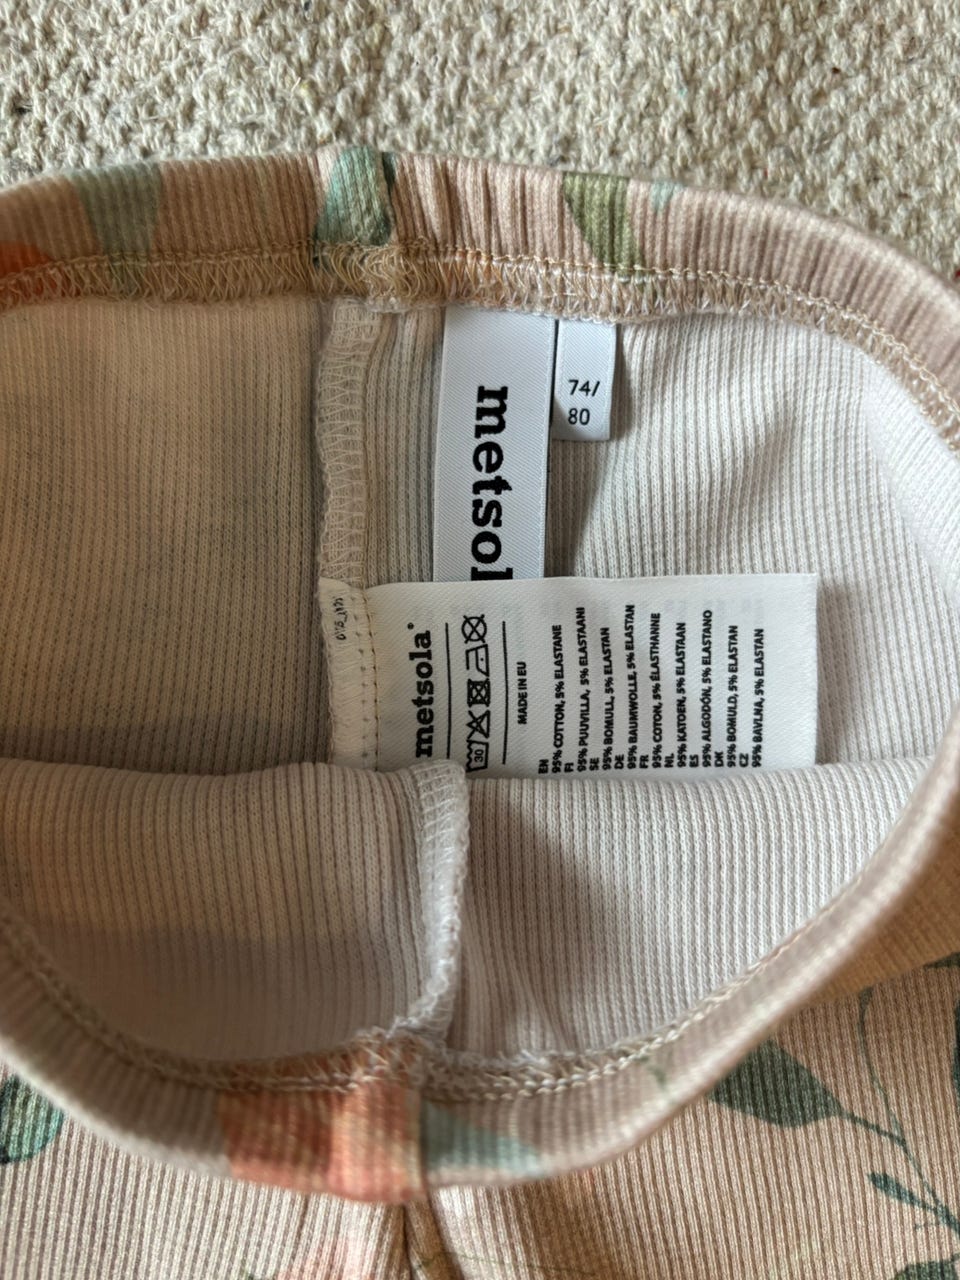 metsol
74/
80
metsola®
30
MADE IN EU
EN
95% COTTON, 5% ELASTANE
FI
95% PUUVILLA, 5% ELASTAANI
SE
95% BOMULL, 5% ELASTAN
DE
95% BAUMWOLLE, 5% ELASTAN
FR
95% COTON, 5% ÉLASTHANNE
NL
95% KATOEN, 5% ELASTAAN
ES
95% ALGODÓN, 5% ELASTANO
DK
95% BOMULD, 5% ELASTAN
CZ
95% BAVLNA, 5% ELASTAN